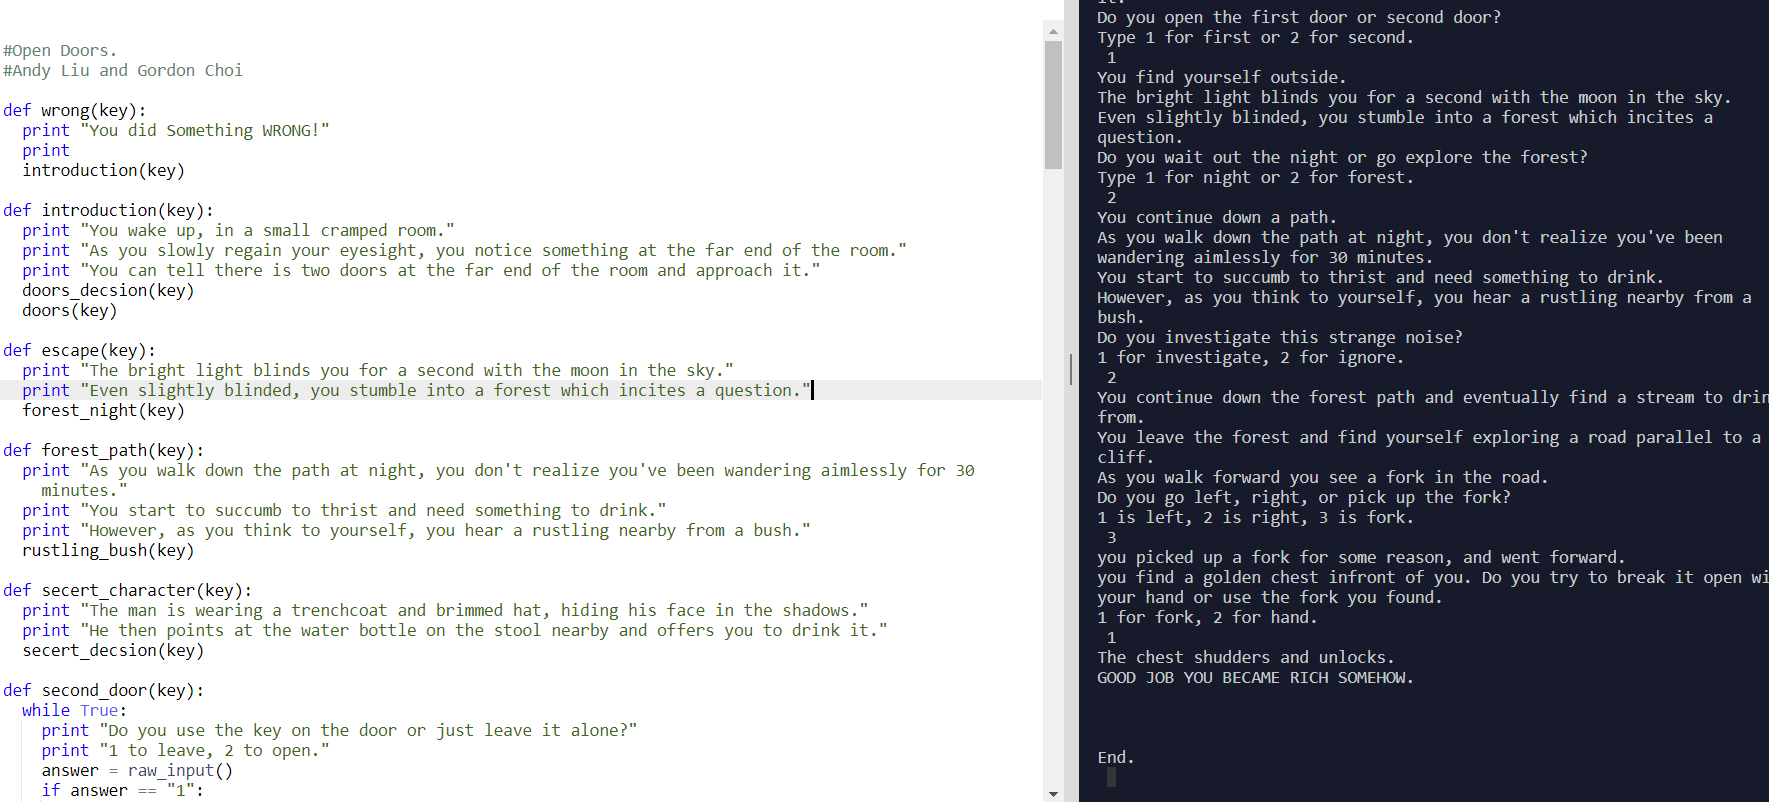 #Open Doors.
#Andy Liu and Gordon Choi
def wrong(key):
  print "You did Something WRONG!"
  print
  introduction(key)
def introduction(key):
  print "You wake up, in a small cramped room."
  print "As you slowly regain your eyesight, you notice something at the far end of the room."
  print "You can tell there is two doors at the far end of the room and approach it."
  doors_decsion(key)
  doors(key)
def escape(key):
  print "The bright light blinds you for a second with the moon in the sky."
  print "Even slightly blinded, you stumble into a forest which incites a question."
  forest_night(key)
def forest_path(key):
  print "As you walk down the path at night, you don't realize you've been wandering aimlessly for 30
    minutes."
  print "You start to succumb to thrist and need something to drink."
  print "However, as you think to yourself, you hear a rustling nearby from a bush."
  rustling_bush(key)
def secert_character(key):
  print "The man is wearing a trenchcoat and brimmed hat, hiding his face in the shadows."
  print "He then points at the water bottle on the stool nearby and offers you to drink it."
  secert_decsion(key)
def second_door(key):
  while True:
    print "Do you use the key on the door or just leave it alone?"
    print "1 to leave, 2 to open."
    answer = raw_input()
    if answer == "1":
it.
Do you open the first door or second door?
Type 1 for first or 2 for second.
 1
You find yourself outside.
The bright light blinds you for a second with the moon in the sky.
Even slightly blinded, you stumble into a forest which incites a
question.
Do you wait out the night or go explore the forest?
Type 1 for night or 2 for forest.
 2
You continue down a path.
As you walk down the path at night, you don't realize you've been
wandering aimlessly for 30 minutes.
You start to succumb to thrist and need something to drink.
However, as you think to yourself, you hear a rustling nearby from a
bush.
Do you investigate this strange noise?
1 for investigate, 2 for ignore.
 2
You continue down the forest path and eventually find a stream to drin
from.
You leave the forest and find yourself exploring a road parallel to a
cliff.
As you walk forward you see a fork in the road.
Do you go left, right, or pick up the fork?
1 is left, 2 is right, 3 is fork.
 3
you picked up a fork for some reason, and went forward.
you find a golden chest infront of you. Do you try to break it open wi
your hand or use the fork you found.
1 for fork, 2 for hand.
 1
The chest shudders and unlocks.
GOOD JOB YOU BECAME RICH SOMEHOW.
End.